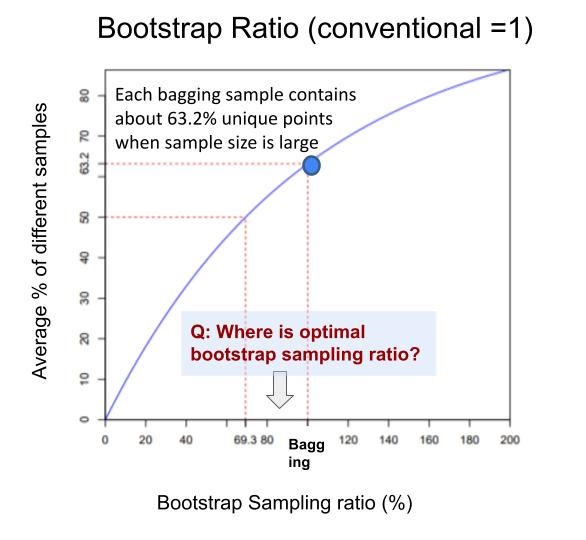 Bootstrap Ratio (conventional =1)
Each bagging sample contains
about 63.2% unique points
when sample size is large
Average % of different samples
80
70
63.2
50
40
30
20
10
0
Q: Where is optimal
bootstrap sampling ratio?
0 20 40 69.3 80 Bagg 120 140 160 180 200
ing
Bootstrap Sampling ratio (%)